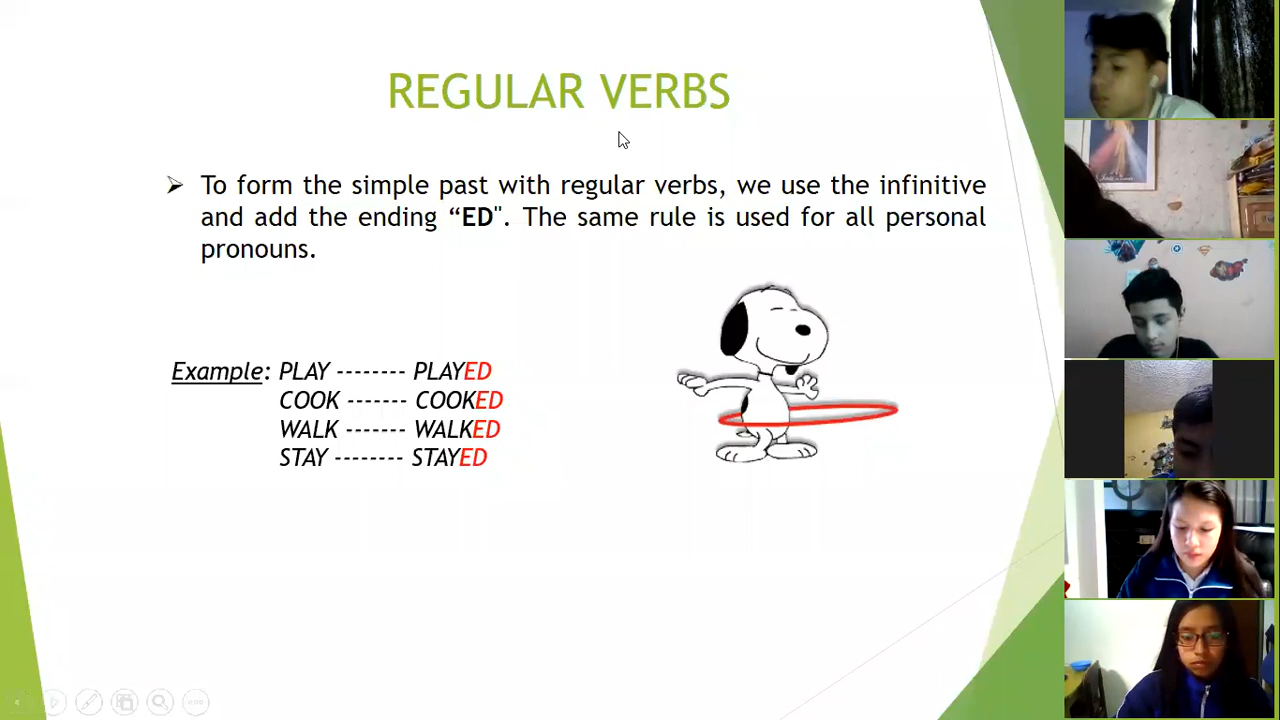 REGULAR VERBS
➢ To form the simple past with regular verbs, we use the infinitive
and add the ending “ED". The same rule is used for all personal
pronouns.
Example: PLAY -------- PLAYED
COOK ------- COOKED
WALK ------- WALKED
STAY -------- STAYED